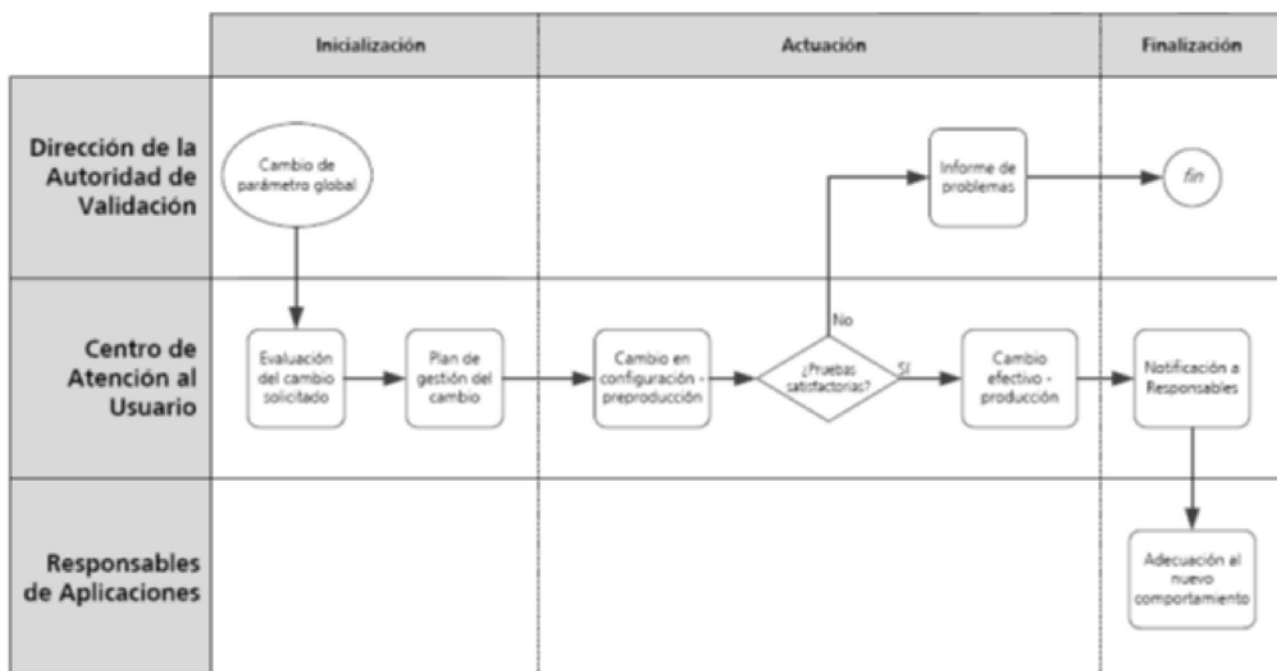 Inicialización
Actuación
Finalización
Dirección de la
Autoridad de
Validación
Cambio de
parámetro global
Informe de
problemas
fin
Centro de
Atención al
Usuario
Evaluación
del cambio
solicitado
Plan de
gestión del
cambio
Cambio en
configuración -
preproducción
¿Pruebas
satisfactorias?
No
SI
Cambio
efectivo -
producción
Notificación a
Responsables
Responsables
de Aplicaciones
Adecuación al
nuevo
comportamiento